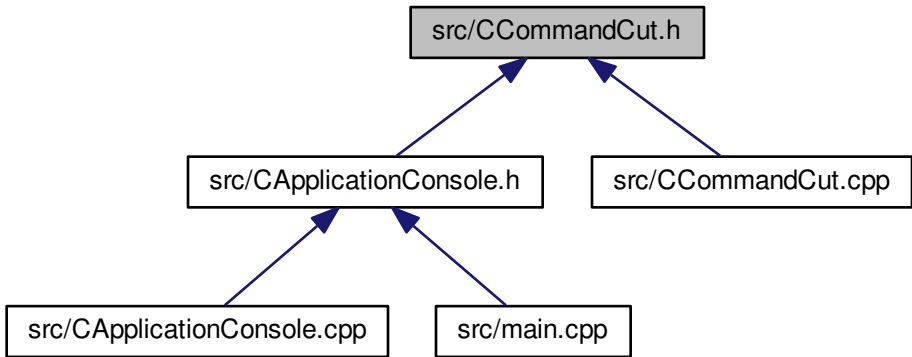 src/CCommandCut.h
src/CApplicationConsole.h
src/CCommandCut.cpp
src/CApplicationConsole.cpp
src/main.cpp